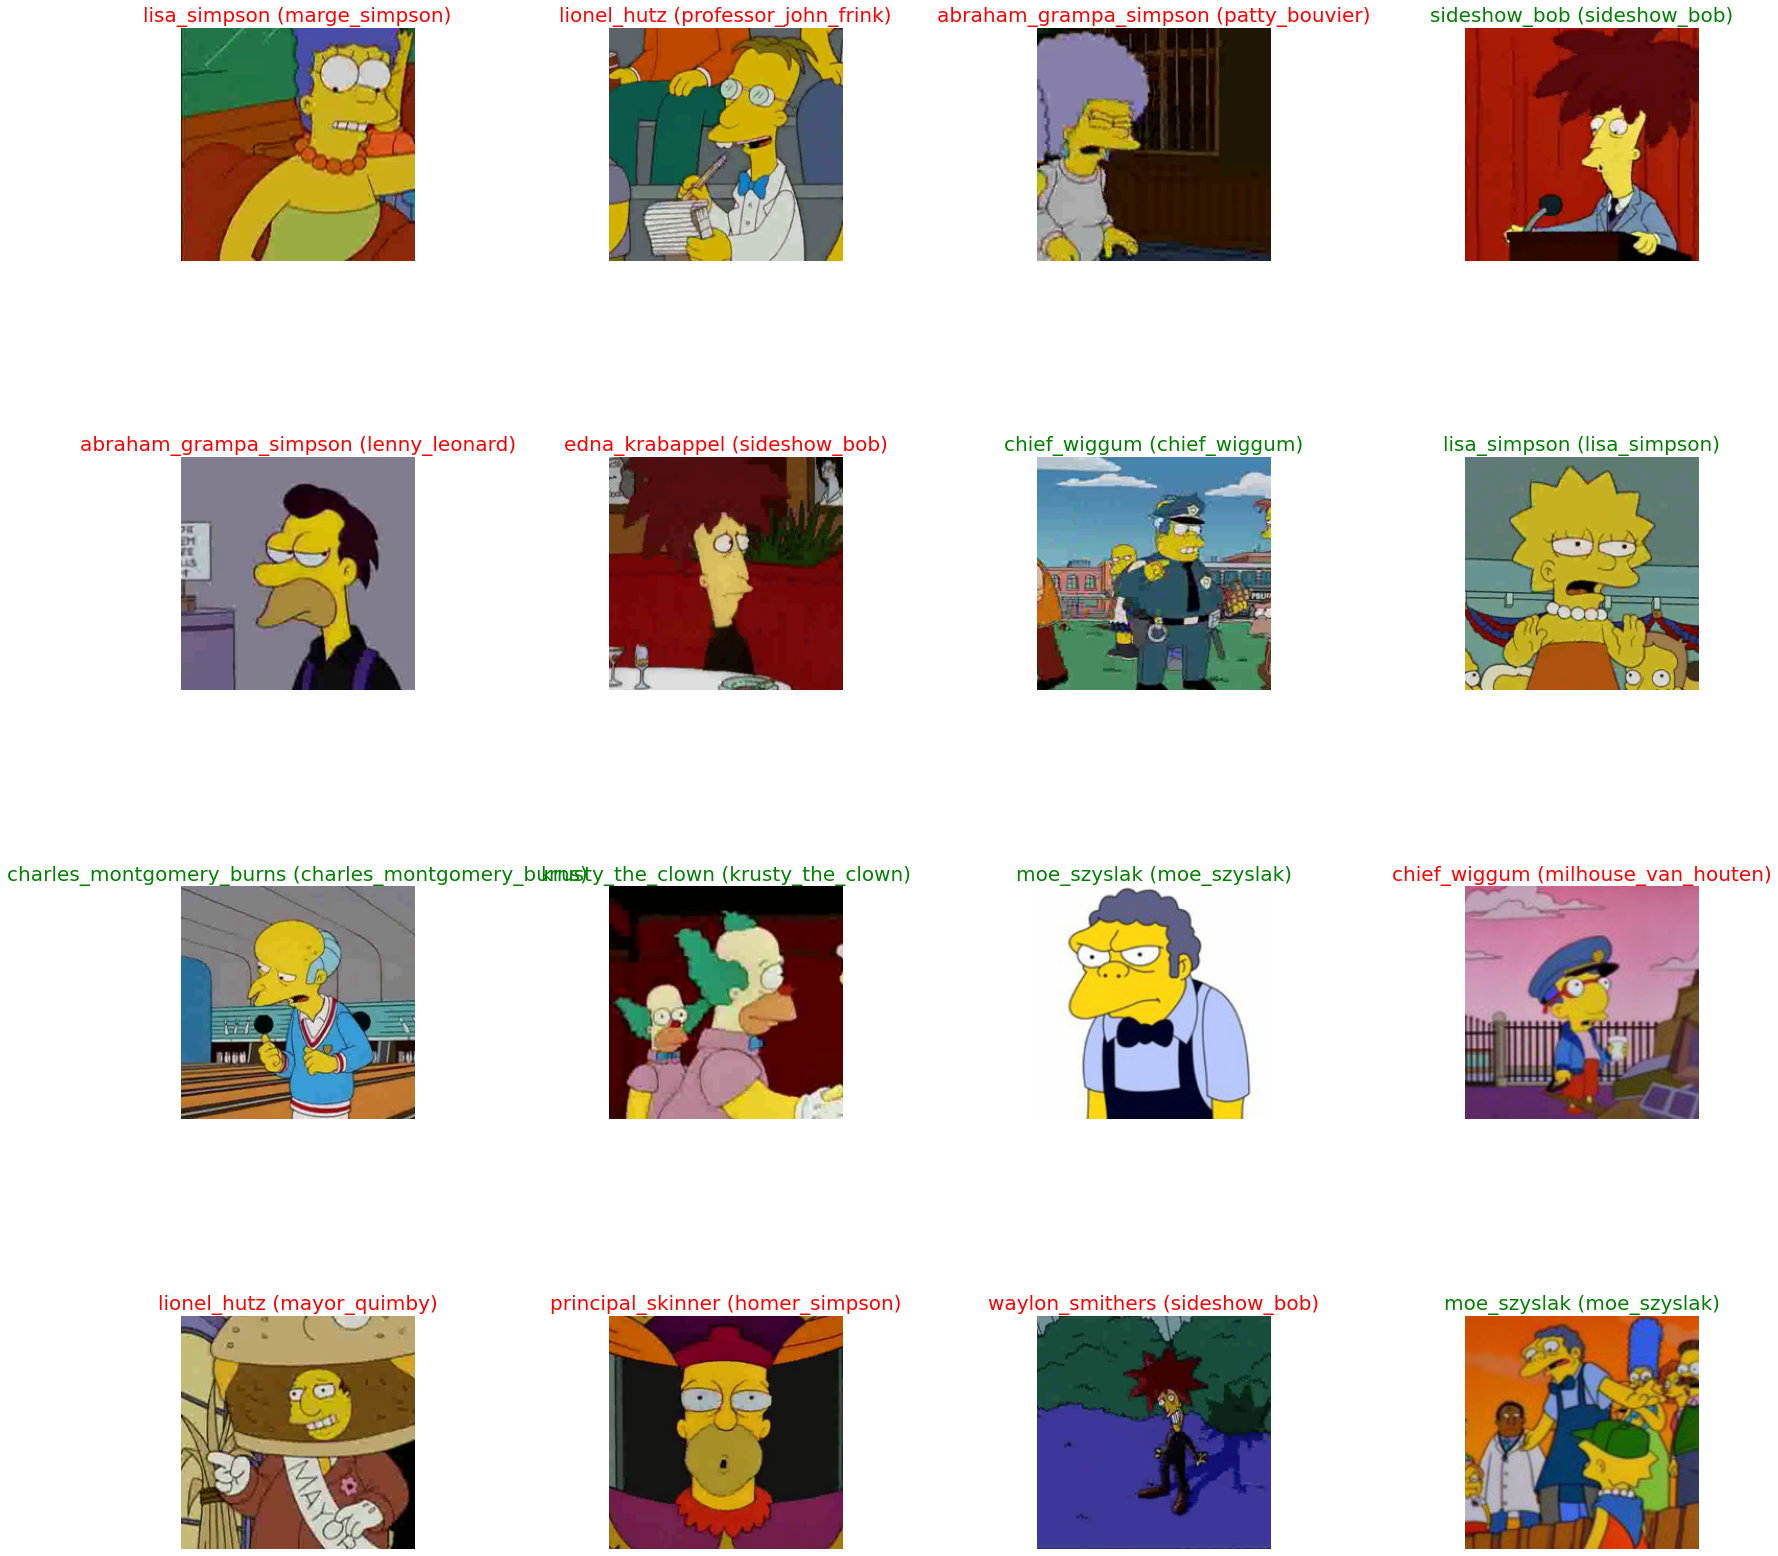 lisa_simpson (marge_simpson)
lionel_hutz (professor_john_frink)
abraham_grampa_simpson (patty_bouvier)
sideshow_bob (sideshow_bob)
abraham_grampa_simpson (lenny_leonard)
edna_krabappel (sideshow_bob)
chief_wiggum (chief_wiggum)
lisa_simpson (lisa_simpson)
charles_montgomery_burns (charles_montgomery_burns)
krusty_the_clown (krusty_the_clown)
moe_szyslak (moe_szyslak)
chief_wiggum (milhouse_van_houten)
lionel_hutz (mayor_quimby)
principal_skinner (homer_simpson)
waylon_smithers (sideshow_bob)
moe_szyslak (moe_szyslak)
MAYOR